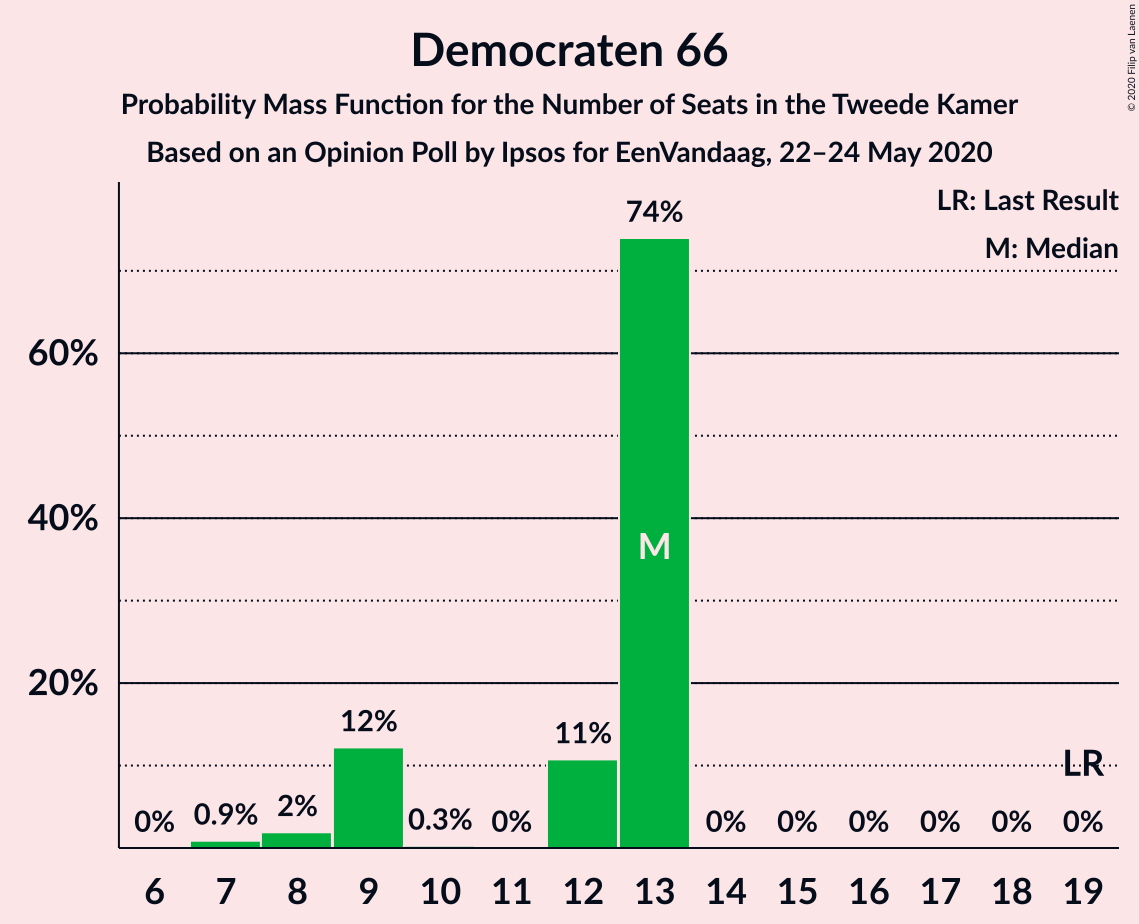 Democraten 66
Probability Mass Function for the Number of Seats in the Tweede Kamer
Based on an Opinion Poll by Ipsos for EenVandaag, 22–24 May 2020
© 2020 Filip van Laenen
LR: Last Result
M: Median
74%
60%
40%
M
20%
12%
11%
LR
0%
0.9%
2%
0.3%
0%
0%
0%
0%
0%
0%
0%
6 7 8 9 10 11 12 13 14 15 16 17 18 19